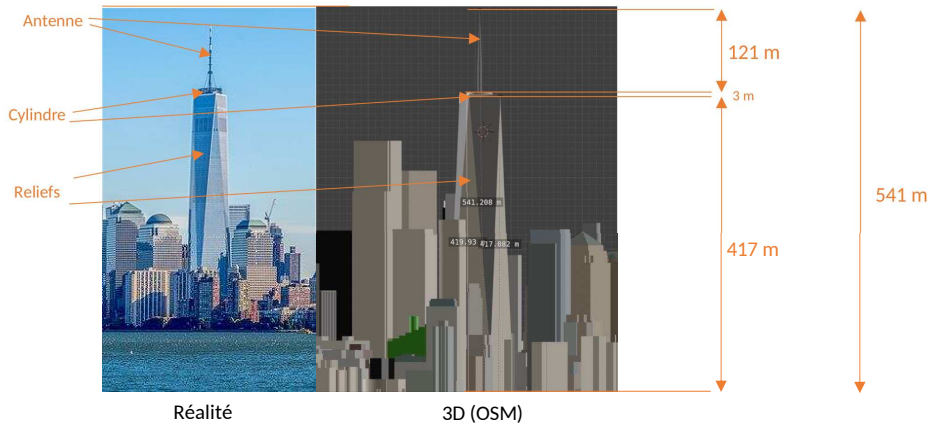 Antenne
121 m
3 m
Cylindre
Reliefs
541.208 m
541 m
419.93
417.882 m
417 m
Réalité
3D (OSM)